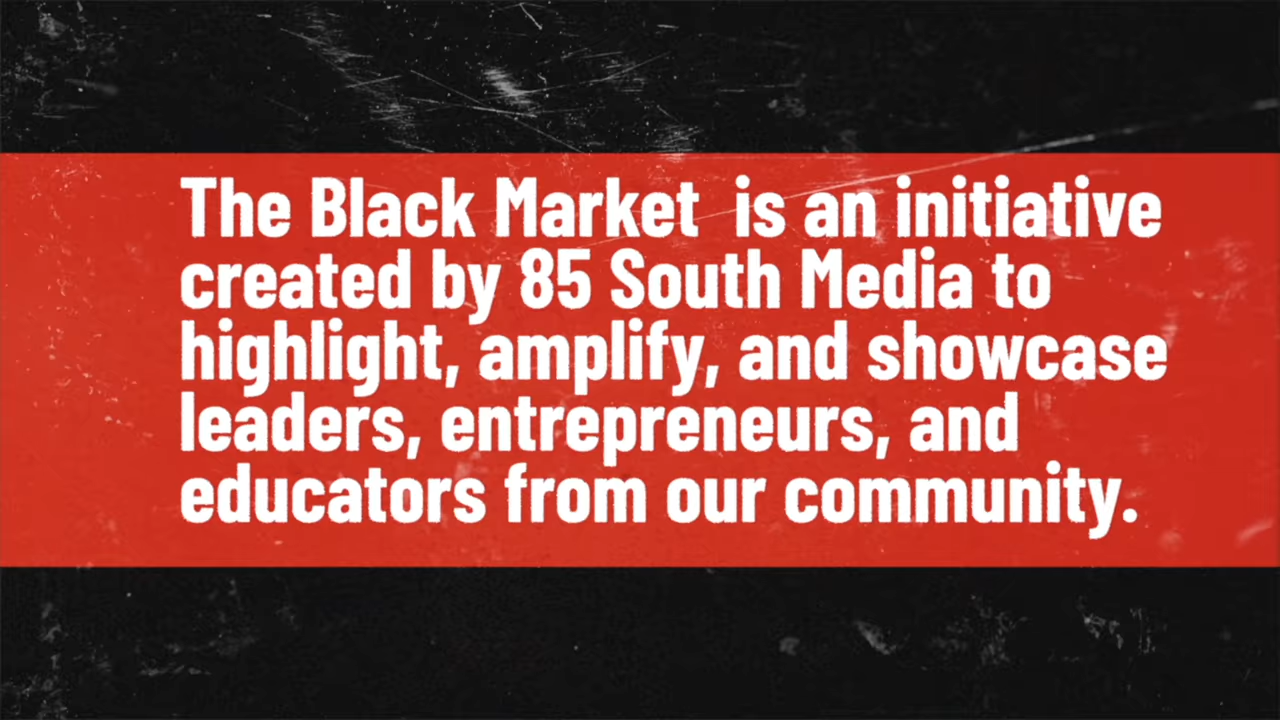 The Black Market  is an initiative
created by 85 South Media to
highlight, amplify, and showcase
leaders, entrepreneurs, and
educators from our community.